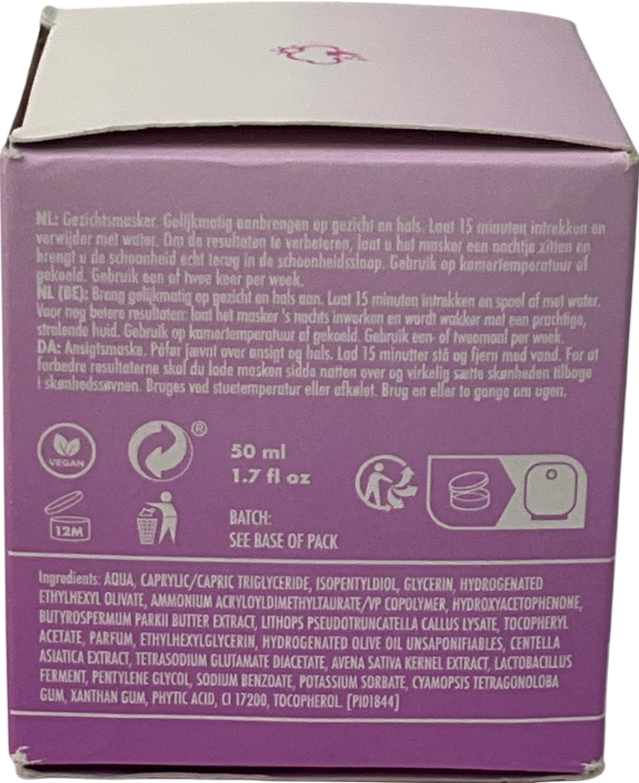 NL: Gezichtsmasker. Gelijkmatig aanbrengen op gezicht en hals. Laat 15 minuten intrekken en
verwijder met water. Om de resultaten te verbeteren, laat u het masker een nachtje zitten en
brengt u de schoonheid echt terug in de schoonheidsslaap. Gebruik op kamertemperatuur of
gekoeld. Gebruik een of twee keer per week.
NL (BE): Breng gelijkmatig op gezicht en hals aan. Laat 15 minuten intrekken en spoel af met water.
Voor nog betere resultaten: laat het masker 's nachts inwerken en wordt wakker met een prachtige,
stralende huid. Gebruik op kamertemperatuur of gekoeld. Gebruik een- of tweemaal per week.
DA: Ansigtsmaske. Påfør jævnt over ansigt og hals. Lad 15 minutter stå og fjern med vand. For at
forbedre resultaterne skal du lade masken sidde natten over og virkelig sætte skønheden tilbage
i skønhedssøvnen. Bruges ved stuetemperatur eller afkølet. Brug en eller to gange om ugen.
VEGAN
®
50 ml
1.7 fl oz
12M
BATCH:
SEE BASE OF PACK
Ingredients: AQUA, CAPRYLIC/CAPRIC TRIGLYCERIDE, ISOPENTYLDIOL, GLYCERIN, HYDROGENATED
ETHYLHEXYL OLIVATE, AMMONIUM ACRYLOYLDIMETHYLTAURATE/VP COPOLYMER, HYDROXYACETOPHENONE,
BUTYROSPERMUM PARKII BUTTER EXTRACT, LITHOPS PSEUDOTRUNCATELLA CALLUS LYSATE, TOCOPHERYL
ACETATE, PARFUM, ETHYLHEXYLGLYCERIN, HYDROGENATED OLIVE OIL UNSAPONIFIABLES, CENTELLA
ASIATICA EXTRACT, TETRASODIUM GLUTAMATE DIACETATE, AVENA SATIVA KERNEL EXTRACT, LACTOBACILLUS
FERMENT, PENTYLENE GLYCOL, SODIUM BENZOATE, POTASSIUM SORBATE, CYAMOPSIS TETRAGONOLOBA
GUM, XANTHAN GUM, PHYTIC ACID, CI 17200, TOCOPHEROL. [PI01844]